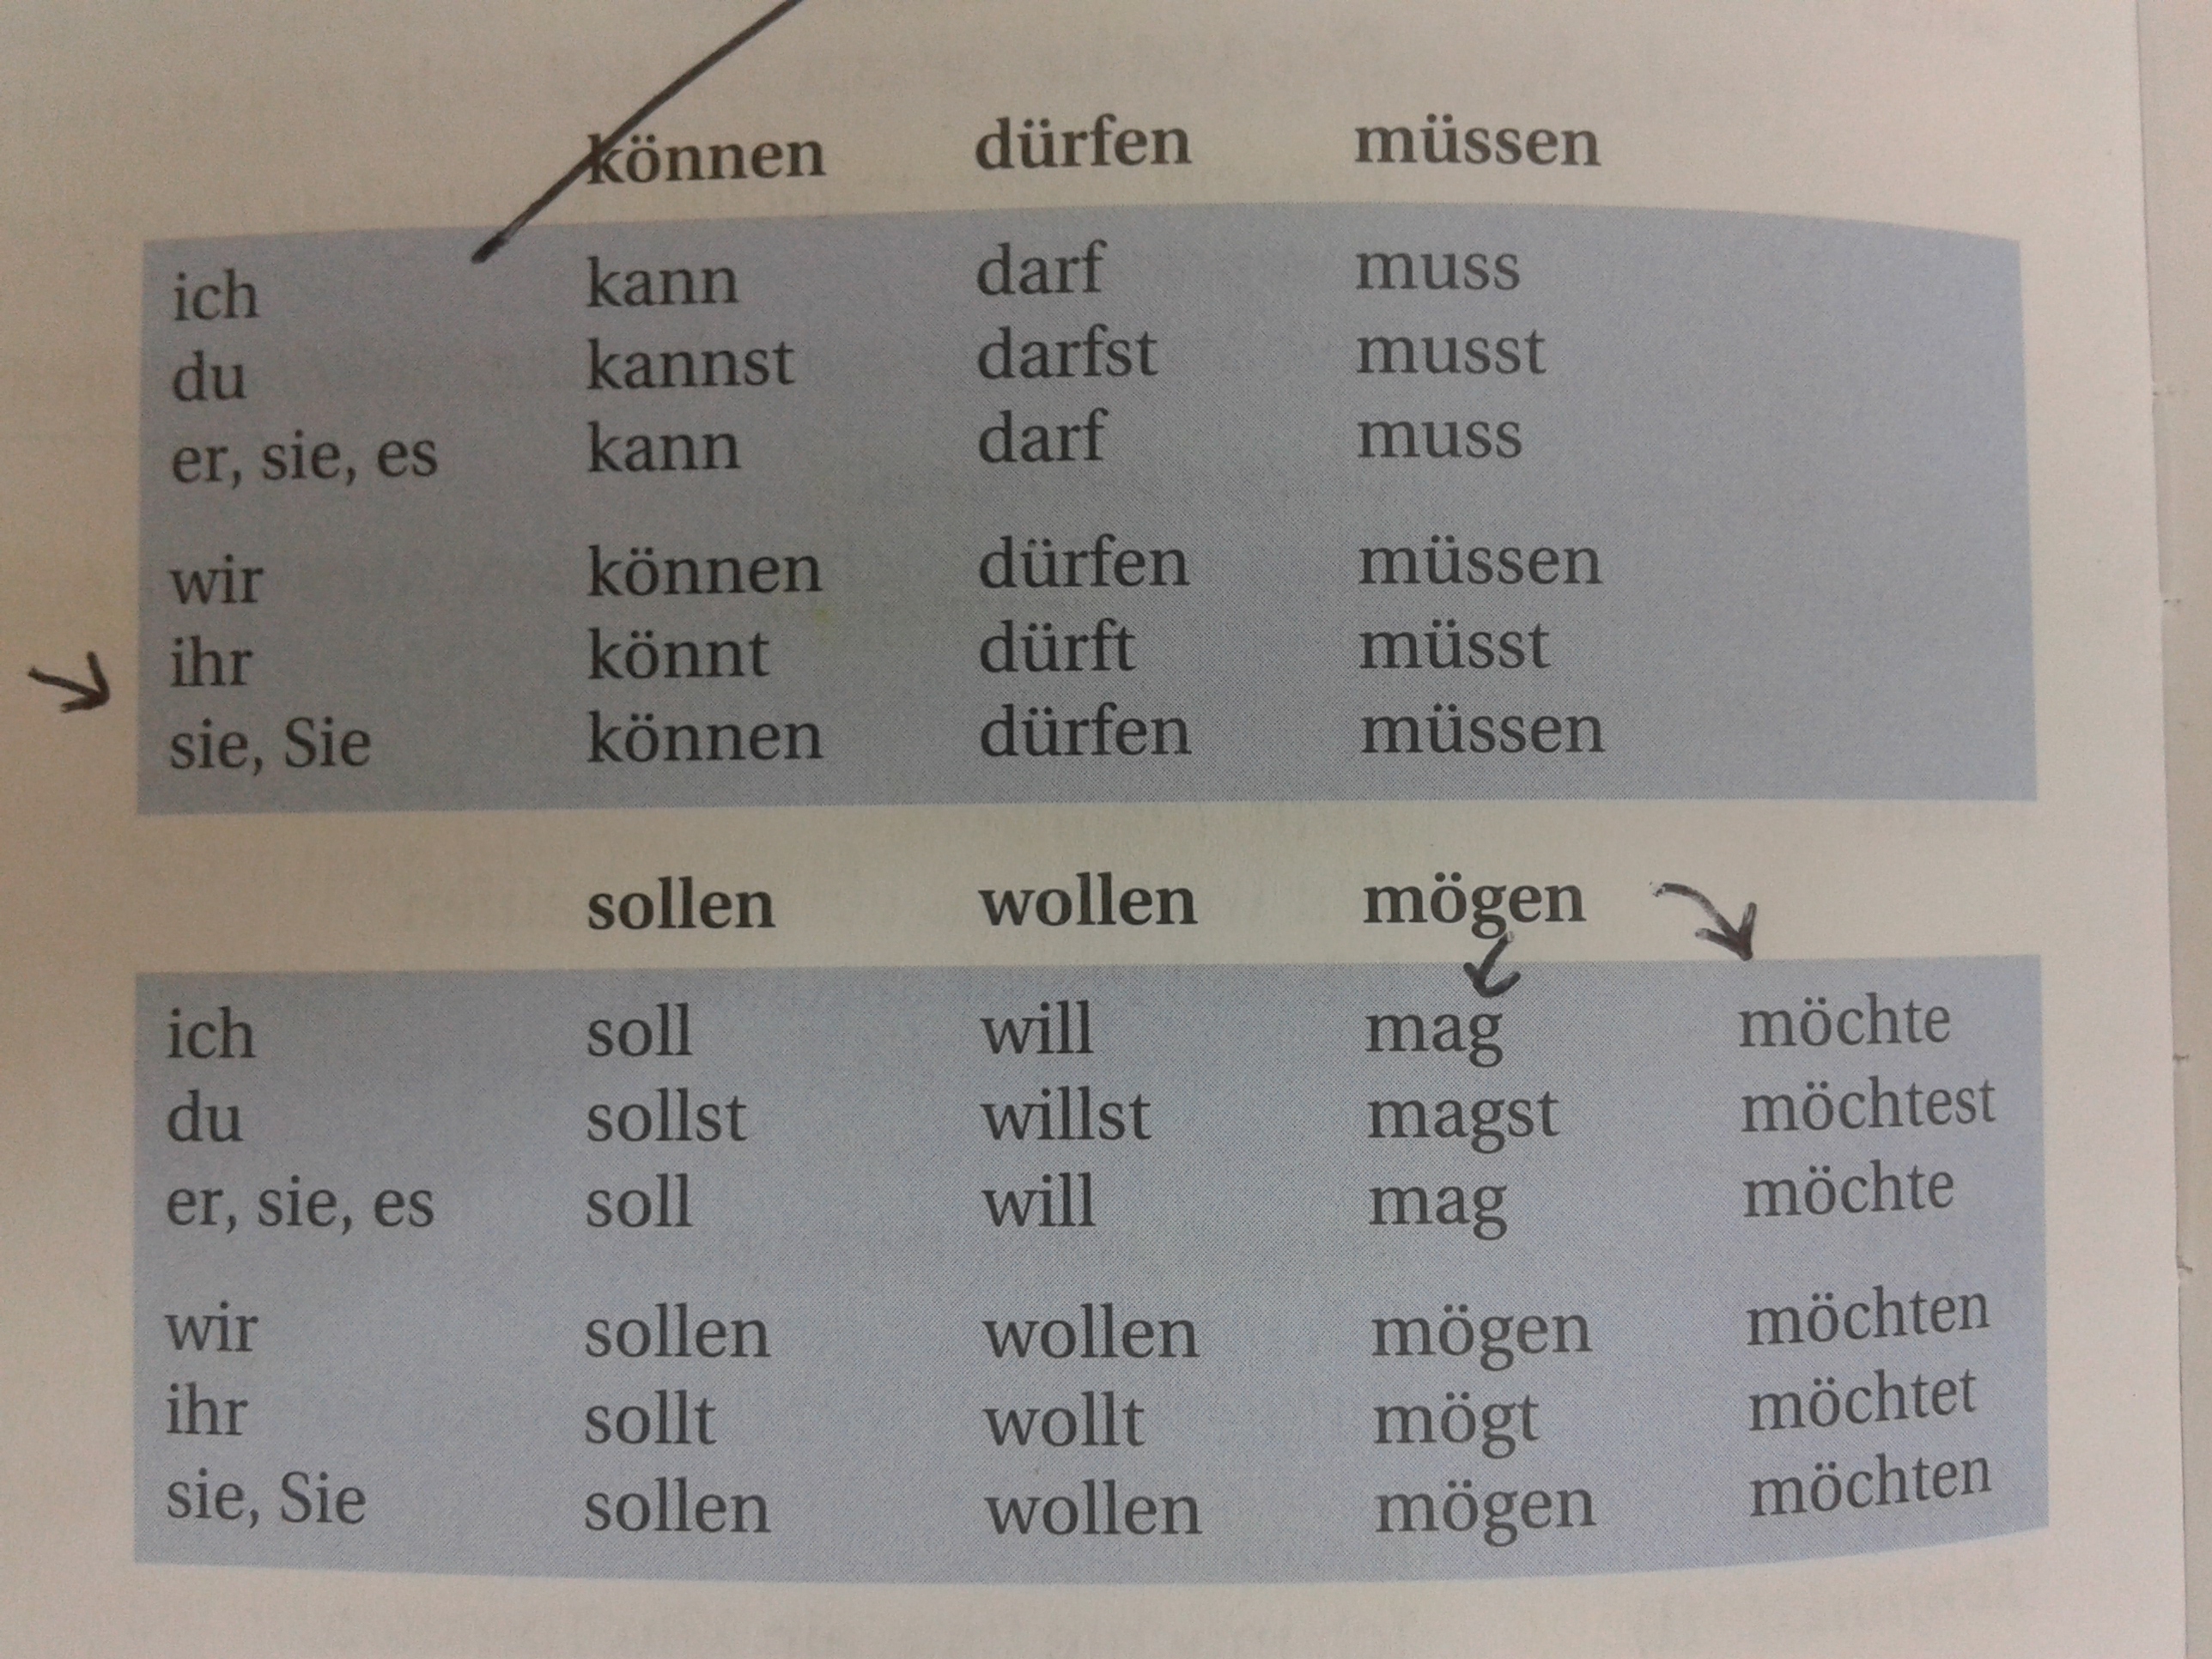 können dürfen müssen
ich kann darf muss
du kannst darfst musst
er, sie, es kann darf muss
wir können dürfen müssen
ihr könnt dürft müsst
sie, Sie können dürfen müssen
sollen wollen mögen
ich soll will mag möchte
du sollst willst magst möchtest
er, sie, es soll will mag möchte
wir sollen wollen mögen möchten
ihr sollt wollt mögt möchtet
sie, Sie sollen wollen mögen möchten